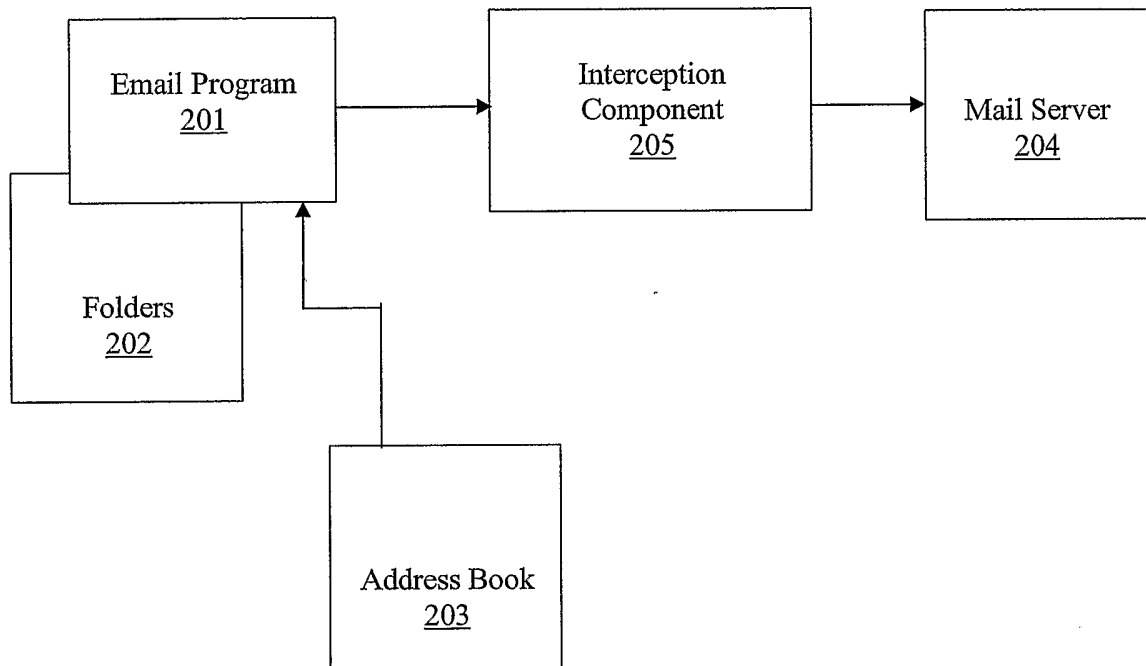 Email Program
201
Interception
Component
205
Mail Server
204
Folders
202
Address Book
203